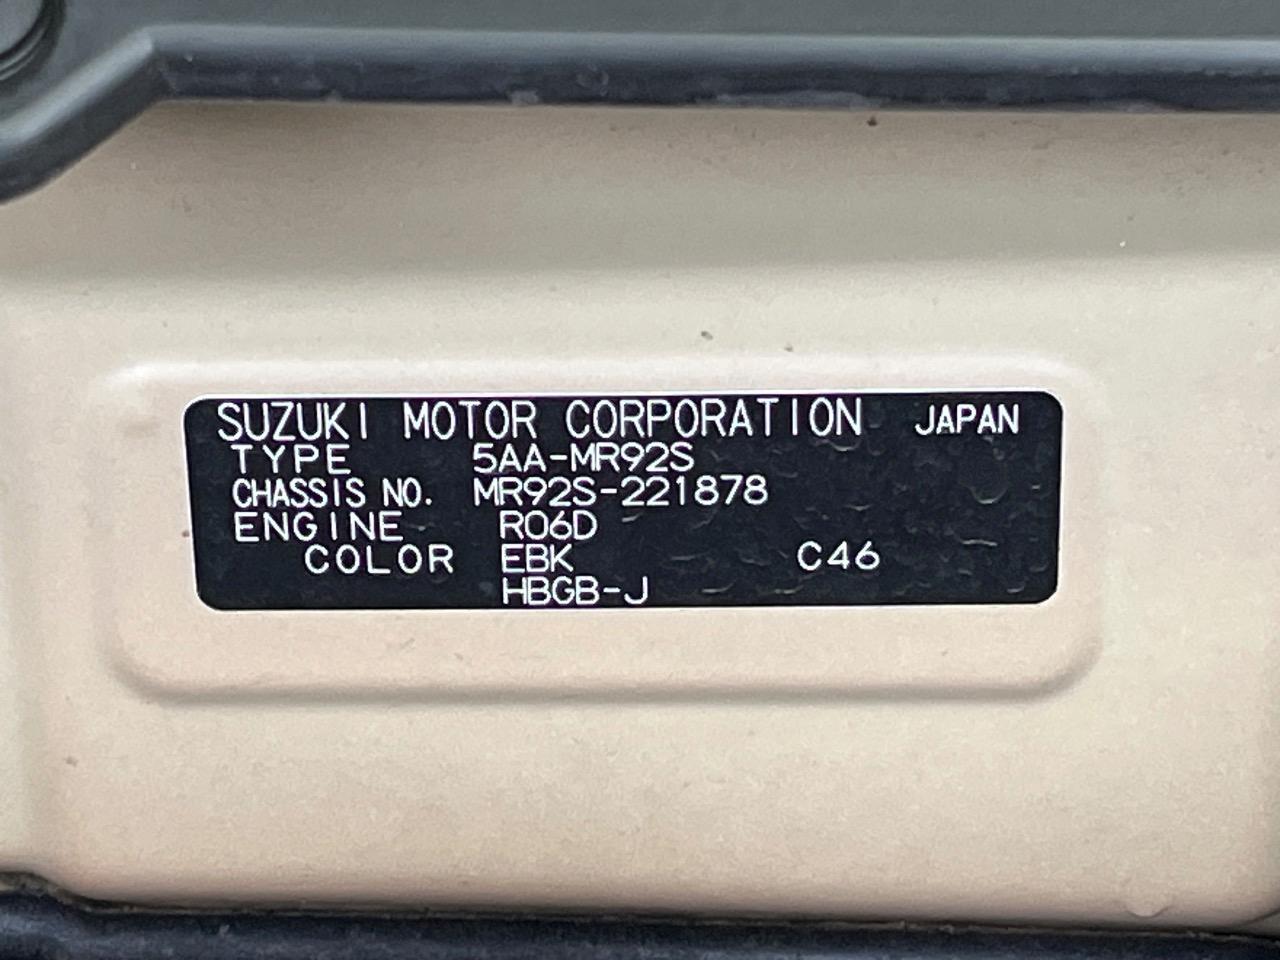 SUZUKI MOTOR CORPORATION JAPAN
TYPE 5AA-MR92S
CHASSIS NO. MR92S-221878
ENGINE R06D
COLOR EBK C46
HBGB-J